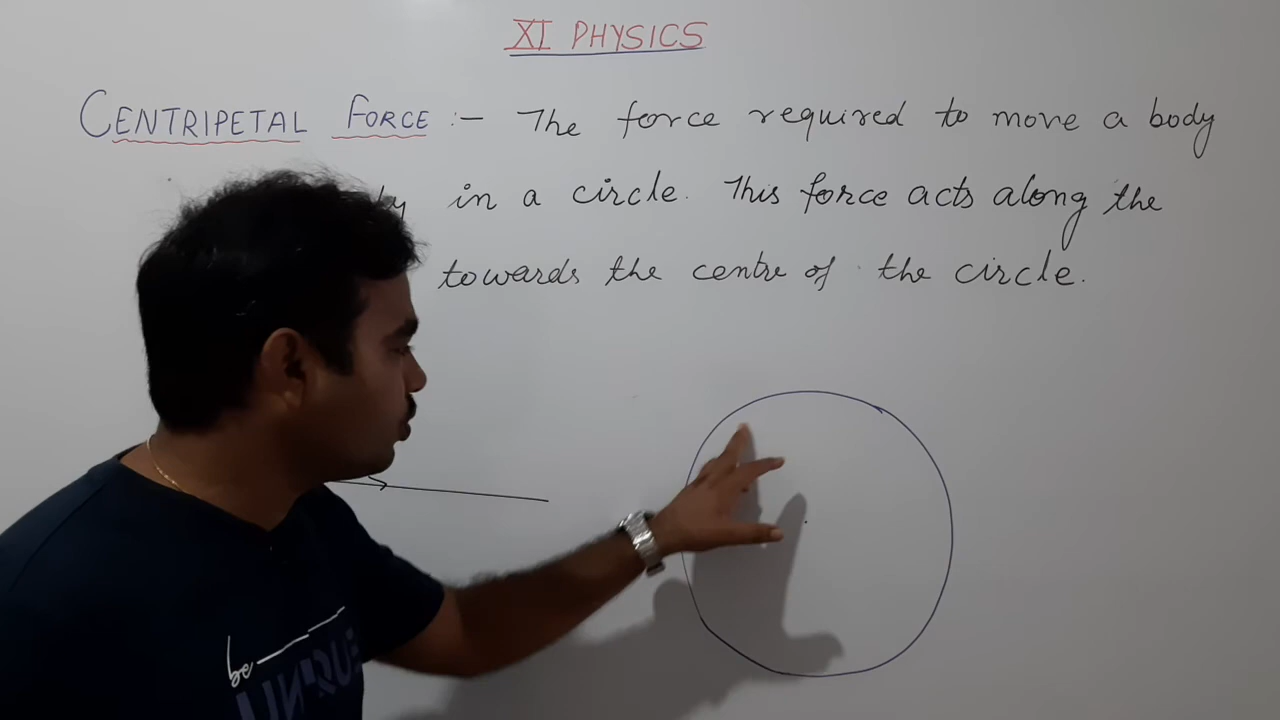 XI PHYSICS
CENTRIPETAL FORCE :- The force required to move a body
in a circle. This force acts along the
towards the centre of the circle.
be